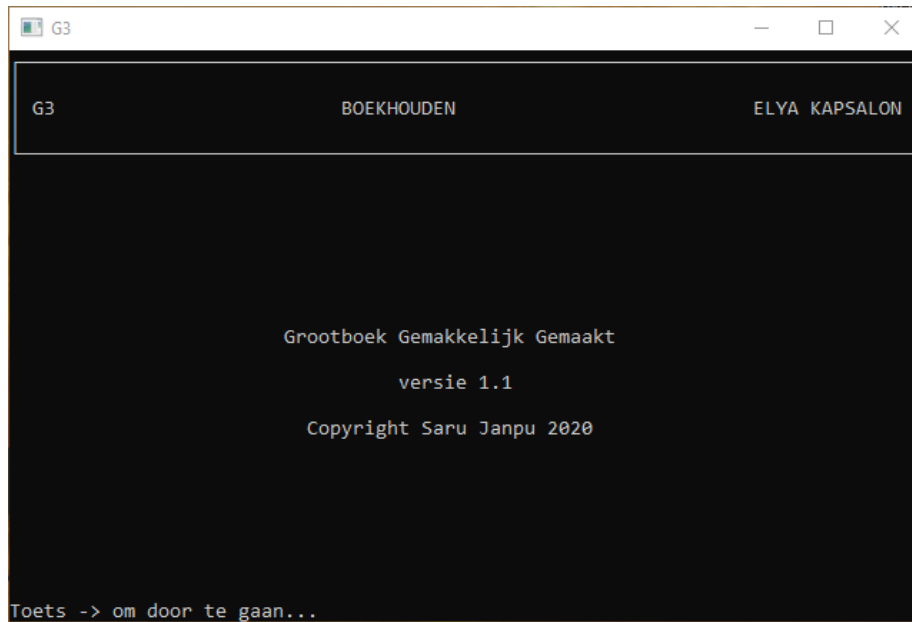 G3
G3 BOEKHOUDEN ELYA KAPSALON
Grootboek Gemakkelijk Gemaakt
versie 1.1
Copyright Saru Janpu 2020
Toets -> om door te gaan...